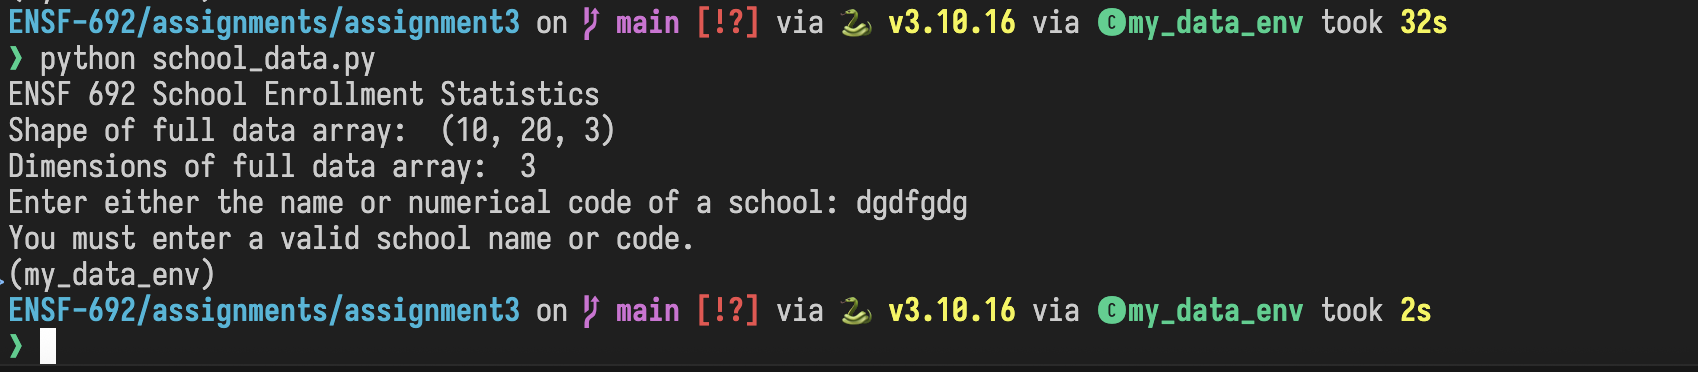 ENSF-692/assignments/assignment3 on main [!?] via 🐍 v3.10.16 via 🅒 my_data_env took 32s
❯ python school_data.py
ENSF 692 School Enrollment Statistics
Shape of full data array:  (10, 20, 3)
Dimensions of full data array:  3
Enter either the name or numerical code of a school: dgdfgdg
You must enter a valid school name or code.
(my_data_env)
ENSF-692/assignments/assignment3 on main [!?] via 🐍 v3.10.16 via 🅒 my_data_env took 2s
❯